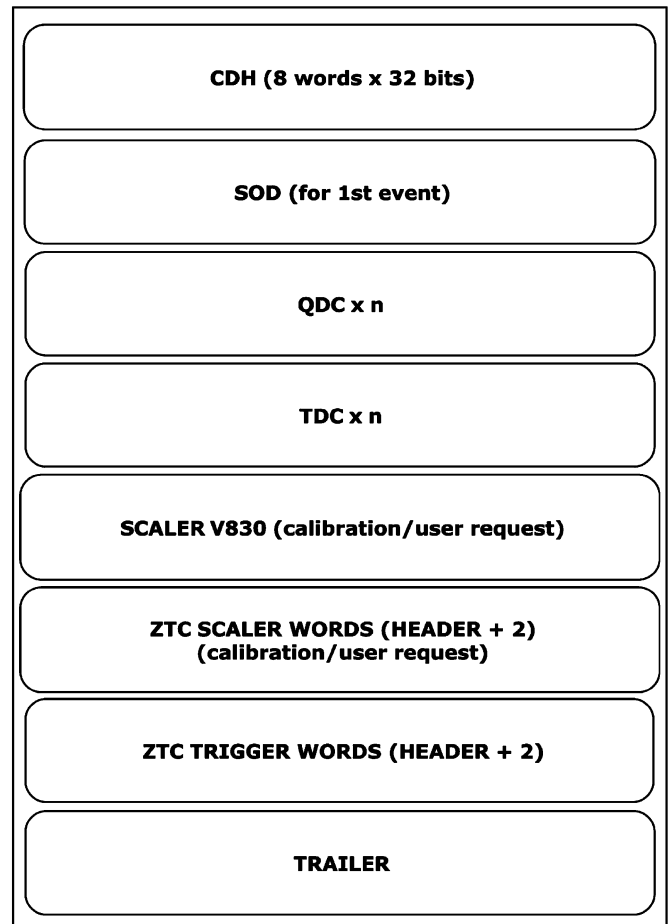 CDH (8 words x 32 bits)
SOD (for 1st event)
QDC x n
TDC x n
SCALER V830 (calibration/user request)
ZTC SCALER WORDS (HEADER + 2)
(calibration/user request)
ZTC TRIGGER WORDS (HEADER + 2)
TRAILER